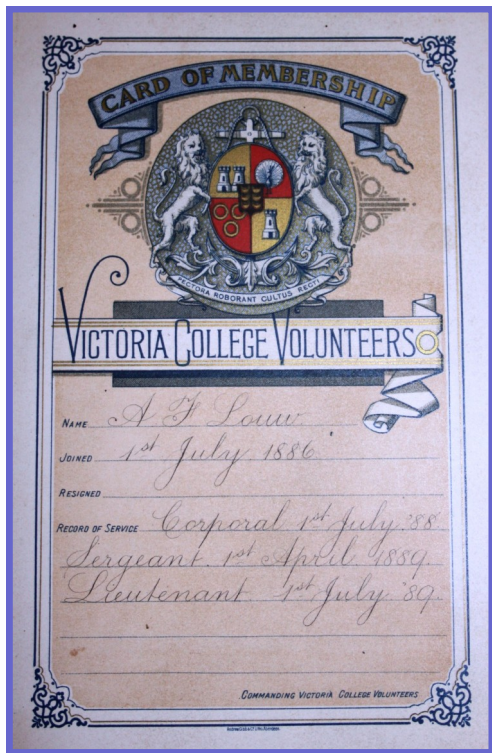 CARD OF MEMBERSHIP
PECTORA ROBORANT CULTUS RECTI
VICTORIA COLLEGE VOLUNTEERS
NAME A F Louw
JOINED 1st July 1886
RESIGNED
RECORD OF SERVICE Corporal 1st July '88
Sergeant. 1st April 1889.
Lieutenant 1st July '89.
COMMANDING VICTORIA COLLEGE VOLUNTEERS